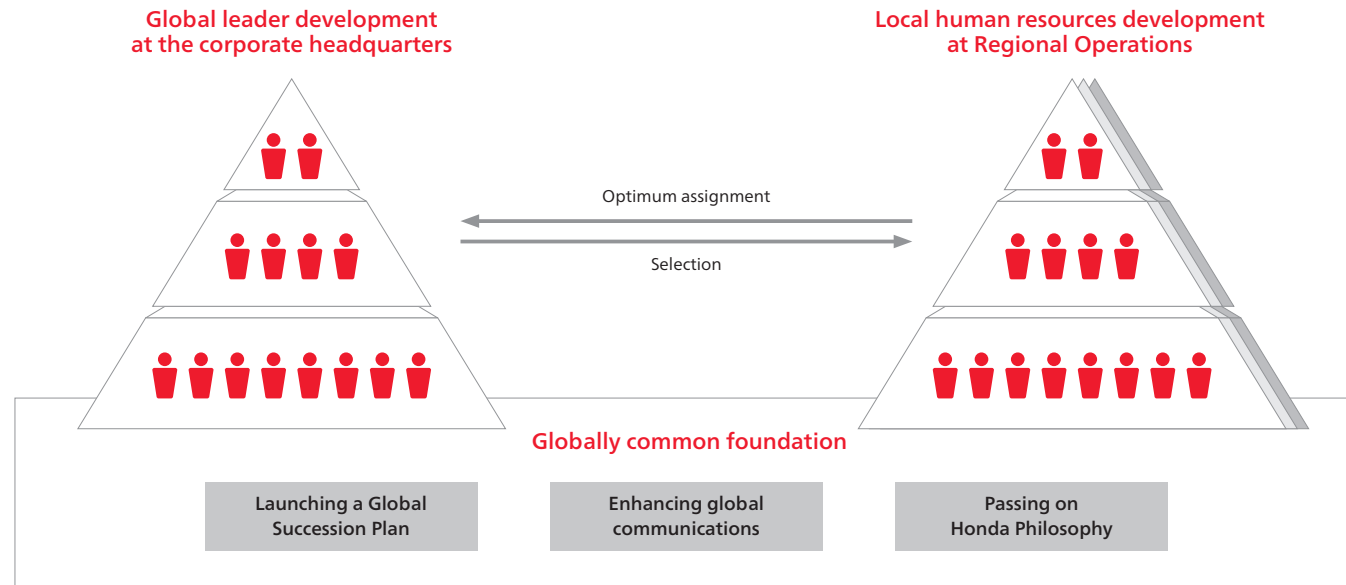 Global leader development
at the corporate headquarters
Local human resources development
at Regional Operations
Optimum assignment
Selection
Globally common foundation
Launching a Global
Succession Plan
Enhancing global
communications
Passing on
Honda Philosophy